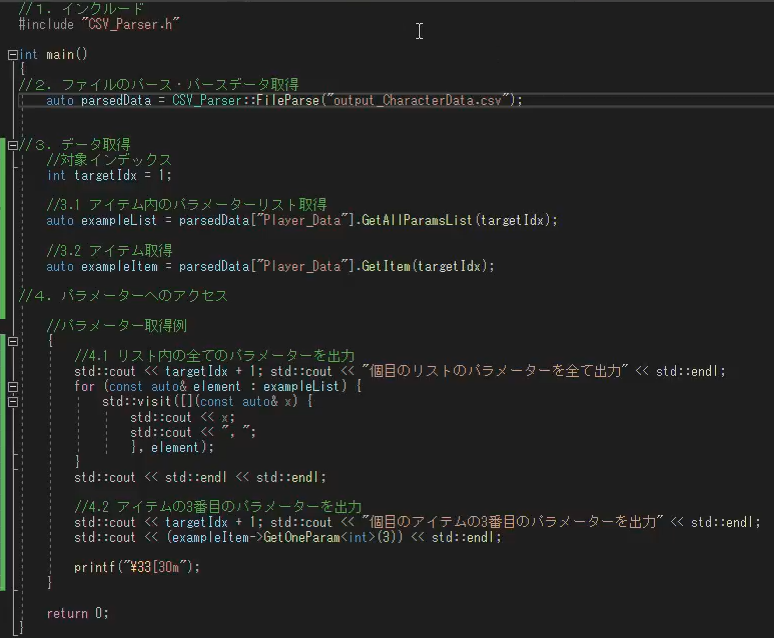 //１. インクルード
#include "CSV_Parser.h"
int main()
{
//２. ファイルのパース・パースデータ取得
auto parsedData = CSV_Parser::FileParse("output_CharacterData.csv");
//３. データ取得
//対象インデックス
int targetIdx = 1;
//3.1 アイテム内のパラメーターリスト取得
auto exampleList = parsedData["Player_Data"].GetAllParamsList(targetIdx);
//3.2 アイテム取得
auto exampleItem = parsedData["Player_Data"].GetItem(targetIdx);
//４. パラメーターへのアクセス
//パラメーター取得例
{
//4.1 リスト内の全てのパラメーターを出力
std::cout << targetIdx + 1; std::cout << "個目のリストのパラメーターを全て出力" << std::endl;
for (const auto& element : exampleList) {
std::visit([](const auto& x) {
std::cout << x;
std::cout << ", ";
}, element);
}
std::cout << std::endl << std::endl;
//4.2 アイテムの3番目のパラメーターを出力
std::cout << targetIdx + 1; std::cout << "個目のアイテムの3番目のパラメーターを出力" << std::endl;
std::cout << (exampleItem->GetOneParam<int>(3)) << std::endl;
printf("¥33[30m");
}
return 0;
}